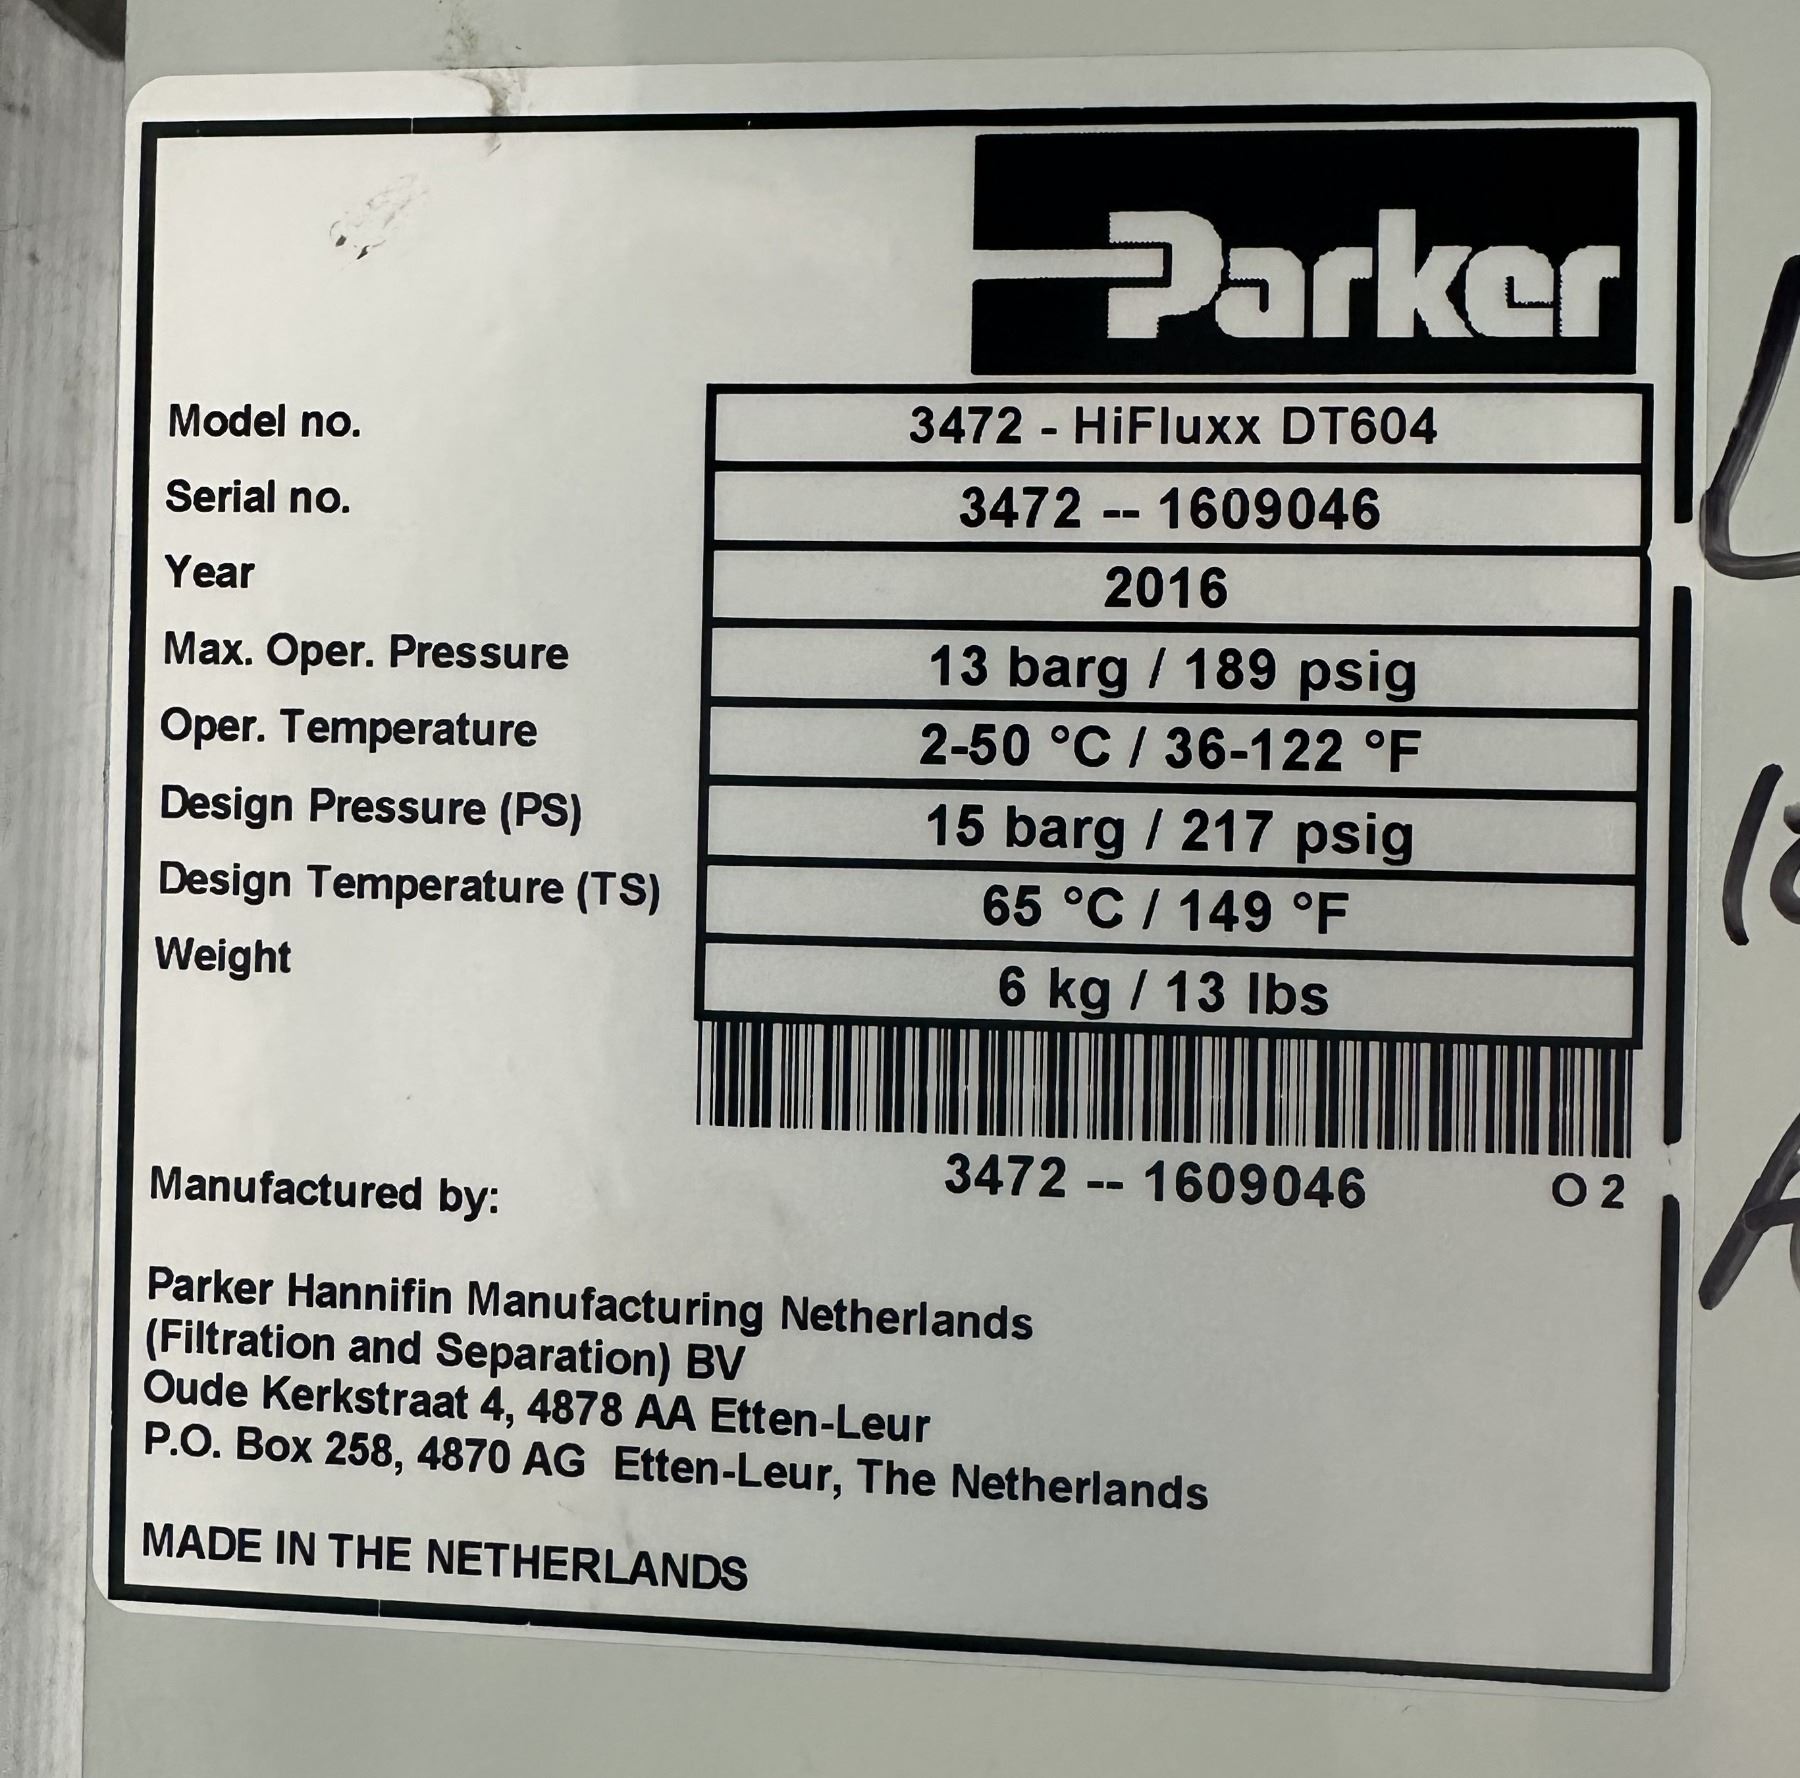 Parker
Model no. 3472 - HiFluxx DT604
Serial no. 3472 -- 1609046
Year 2016
Max. Oper. Pressure 13 barg / 189 psig
Oper. Temperature 2-50 °C / 36-122 °F
Design Pressure (PS) 15 barg / 217 psig
Design Temperature (TS) 65 °C / 149 °F
Weight 6 kg / 13 lbs
3472 -- 1609046 O 2
Manufactured by:
Parker Hannifin Manufacturing Netherlands
(Filtration and Separation) BV
Oude Kerkstraat 4, 4878 AA Etten-Leur
P.O. Box 258, 4870 AG Etten-Leur, The Netherlands
MADE IN THE NETHERLANDS